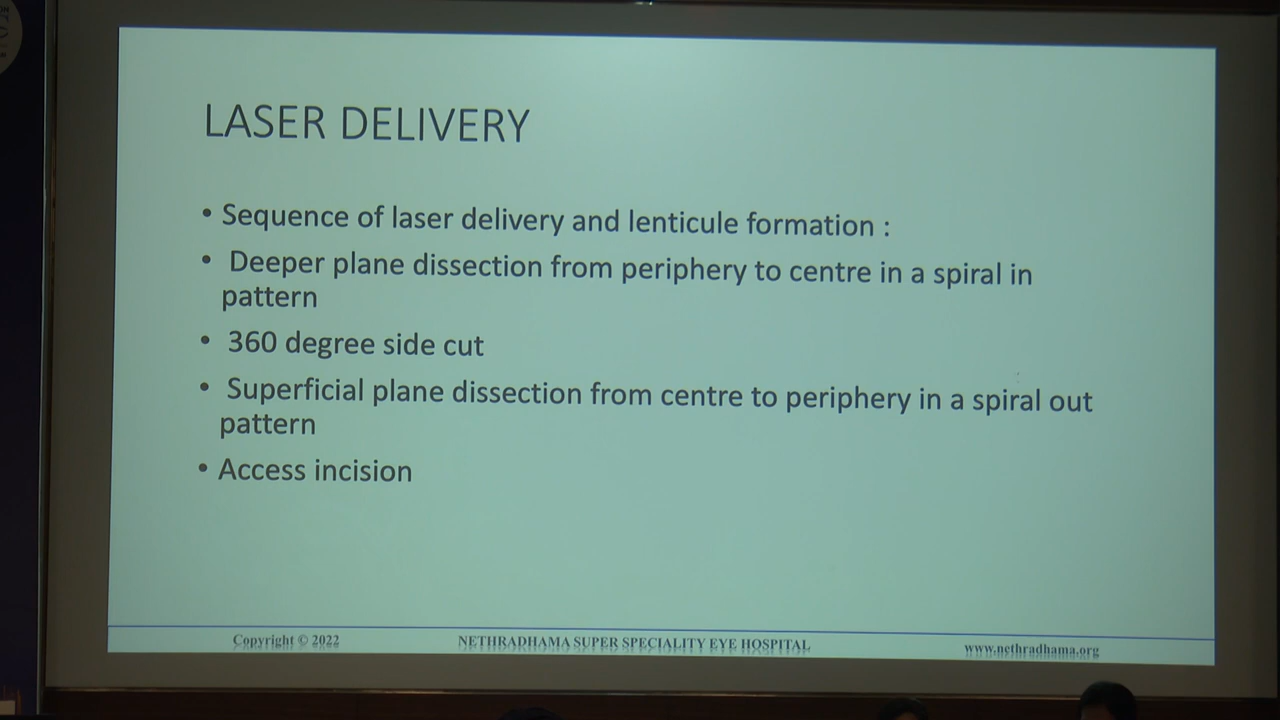 LASER DELIVERY
• Sequence of laser delivery and lenticule formation :
• Deeper plane dissection from periphery to centre in a spiral in
pattern
• 360 degree side cut
• Superficial plane dissection from centre to periphery in a spiral out
pattern
• Access incision
Copyright © 2022 NETHRADHAMA SUPER SPECIALITY EYE HOSPITAL www.nethradhama.org